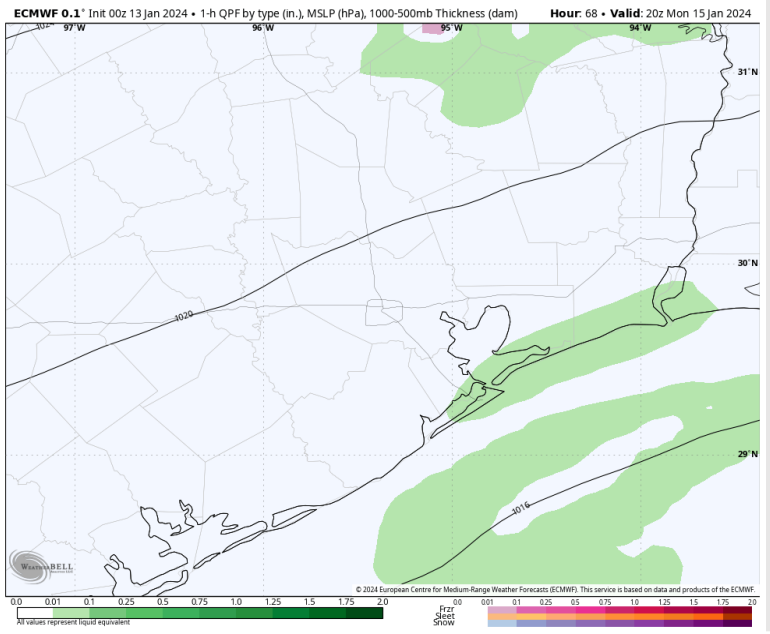 ECMWF 0.1° Init 00z 13 Jan 2024 • 1-h QPF by type (in.), MSLP (hPa), 1000-500mb Thickness (dam) Hour: 68 • Valid: 20z Mon 15 Jan 2024
97°W 96°W 95°W 94°W
31°N
30°N
1020
29°N
1016
WEATHERBELL
© 2024 European Centre for Medium-Range Weather Forecasts (ECMWF). This service is based on data and products of the ECMWF.
0.0 0.01 0.1 0.25 0.5 0.75 1.0 1.25 1.5 1.75 2.0
0.0 0.01 0.1 0.25 0.5 0.75 1.0 1.25 1.5 1.75 2.0
All values represent liquid equivalent
Frzr
Sleet
Snow